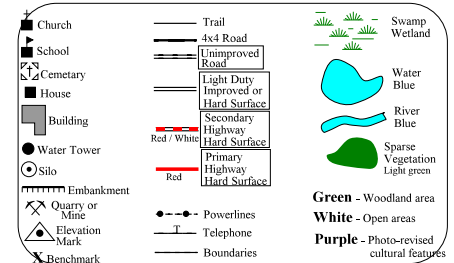 Church
School
Cemetary
House
Building
Water Tower
Silo
Embankment
Quarry or
Mine
Elevation
Mark
X Benchmark
Trail
4x4 Road
Unimproved
Road
Light Duty
Improved or
Hard Surface
Secondary
Highway
Hard Surface
Red / White
Primary
Highway
Hard Surface
Red
Powerlines
T
Telephone
Boundaries
Swamp
Wetland
Water
Blue
River
Blue
Sparse
Vegetation
Light green
Green - Woodland area
White - Open areas
Purple - Photo-revised
cultural features